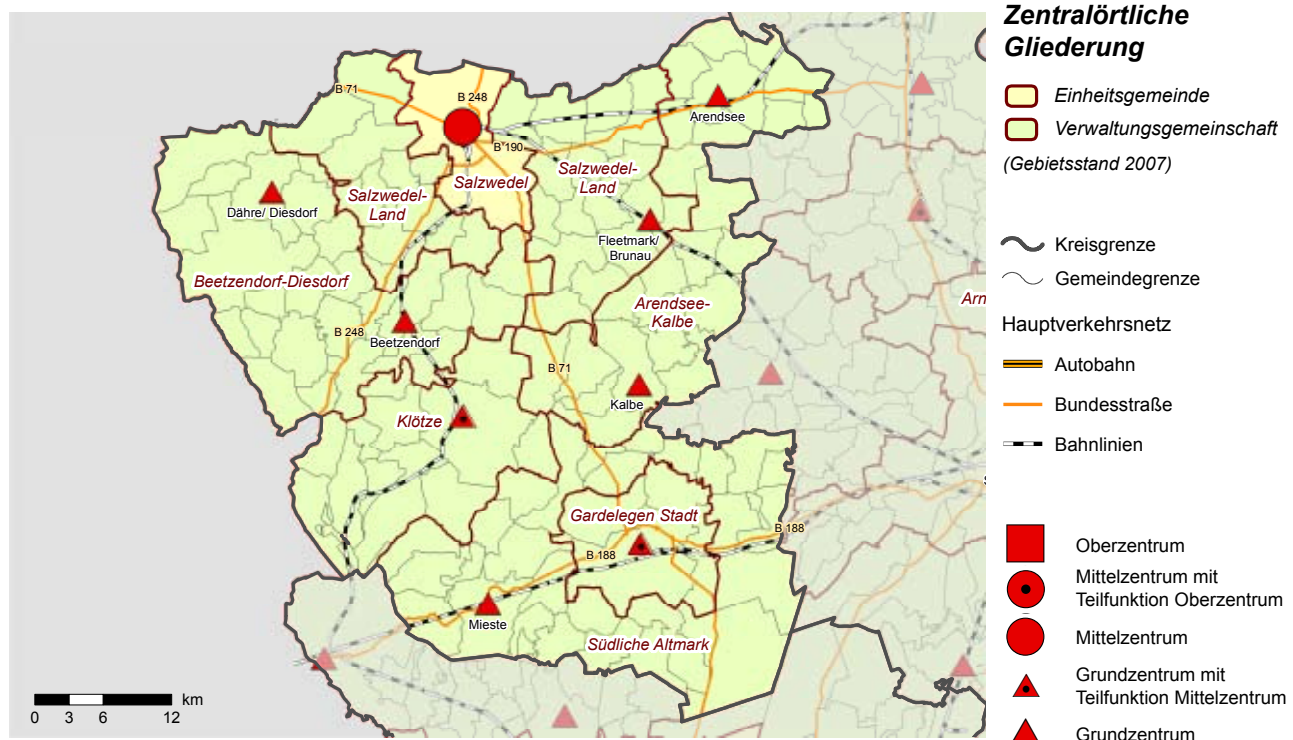 B 71
B 248
Arendsee
B 190
Salzwedel
Salzwedel-
Land
Salzwedel-
Land
Dähre/ Diesdorf
Fleetmark/
Brunau
Beetzendorf-Diesdorf
Arendsee-
Kalbe
B 248
Beetzendorf
B 71
Kalbe
Klötze
Gardelegen Stadt
B 188
B 188
Mieste
Südliche Altmark
Arn
km
0 3 6 12
Zentralörtliche
Gliederung
Einheitsgemeinde
Verwaltungsgemeinschaft
(Gebietsstand 2007)
Kreisgrenze
Gemeindegrenze
Hauptverkehrsnetz
Autobahn
Bundesstraße
Bahnlinien
Oberzentrum
Mittelzentrum mit
Teilfunktion Oberzentrum
Mittelzentrum
Grundzentrum mit
Teilfunktion Mittelzentrum
Grundzentrum